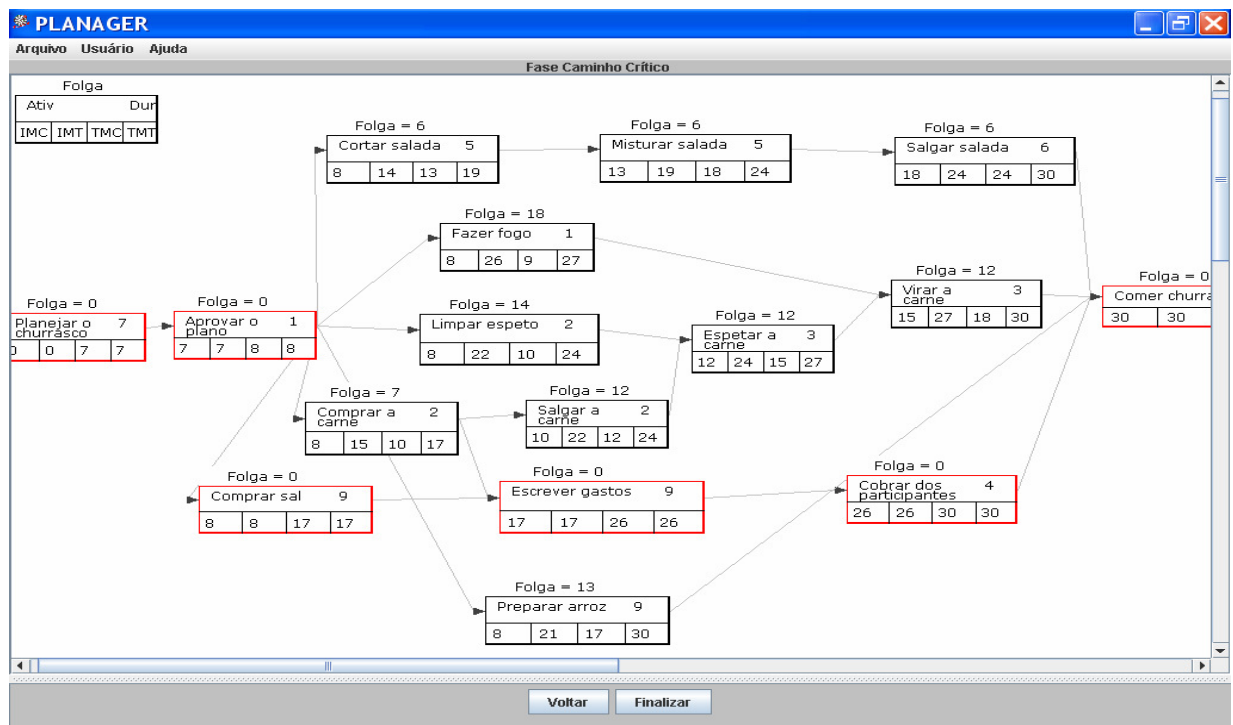 PLANAGER
Arquivo Usuário Ajuda
Fase Caminho Crítico
Folga
Ativ Dur
IMC IMT TMC TMT
Folga = 6
Cortar salada 5
8 14 13 19
Folga = 6
Misturar salada 5
13 19 18 24
Folga = 6
Salgar salada 6
18 24 24 30
Folga = 18
Fazer fogo 1
8 26 9 27
Folga = 12
Virar a
carne 3
15 27 18 30
Folga = 0
Comer churra
30 30
Folga = 0
Planejar o 7
churrasco
0 0 7 7
Folga = 0
Aprovar o 1
plano
7 7 8 8
Folga = 14
Limpar espeto 2
8 22 10 24
Folga = 12
Espetar a 3
carne
12 24 15 27
Folga = 7
Comprar a 2
carne
8 15 10 17
Folga = 12
Salgar a 2
carne
10 22 12 24
Folga = 0
Comprar sal 9
8 8 17 17
Folga = 0
Escrever gastos 9
17 17 26 26
Folga = 0
Cobrar dos 4
participantes
26 26 30 30
Folga = 13
Preparar arroz 9
8 21 17 30
Voltar Finalizar